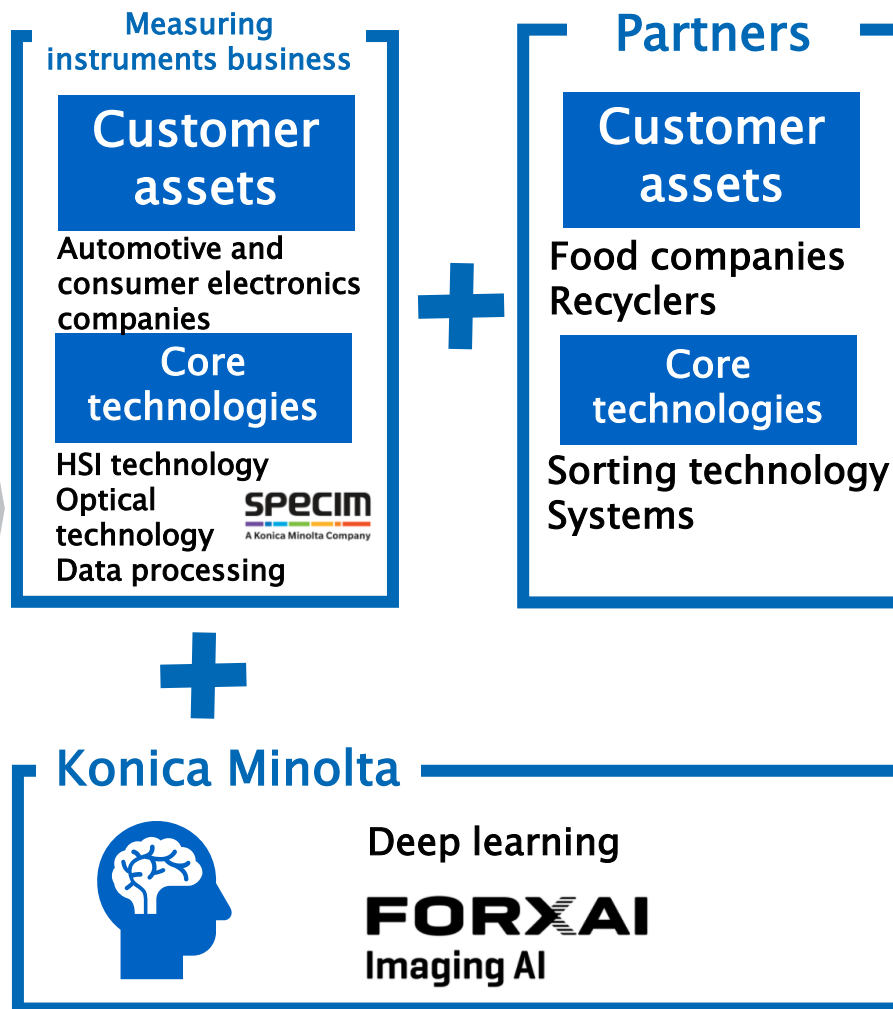 Measuring
instruments business
Customer
assets
Automotive and
consumer electronics
companies
Core
technologies
HSI technology
Optical
technology
Data processing
SPECIM
A Konica Minolta Company
Partners
Customer
assets
Food companies
Recyclers
Core
technologies
Sorting technology
Systems
Konica Minolta
Deep learning
FORXAI
Imaging AI